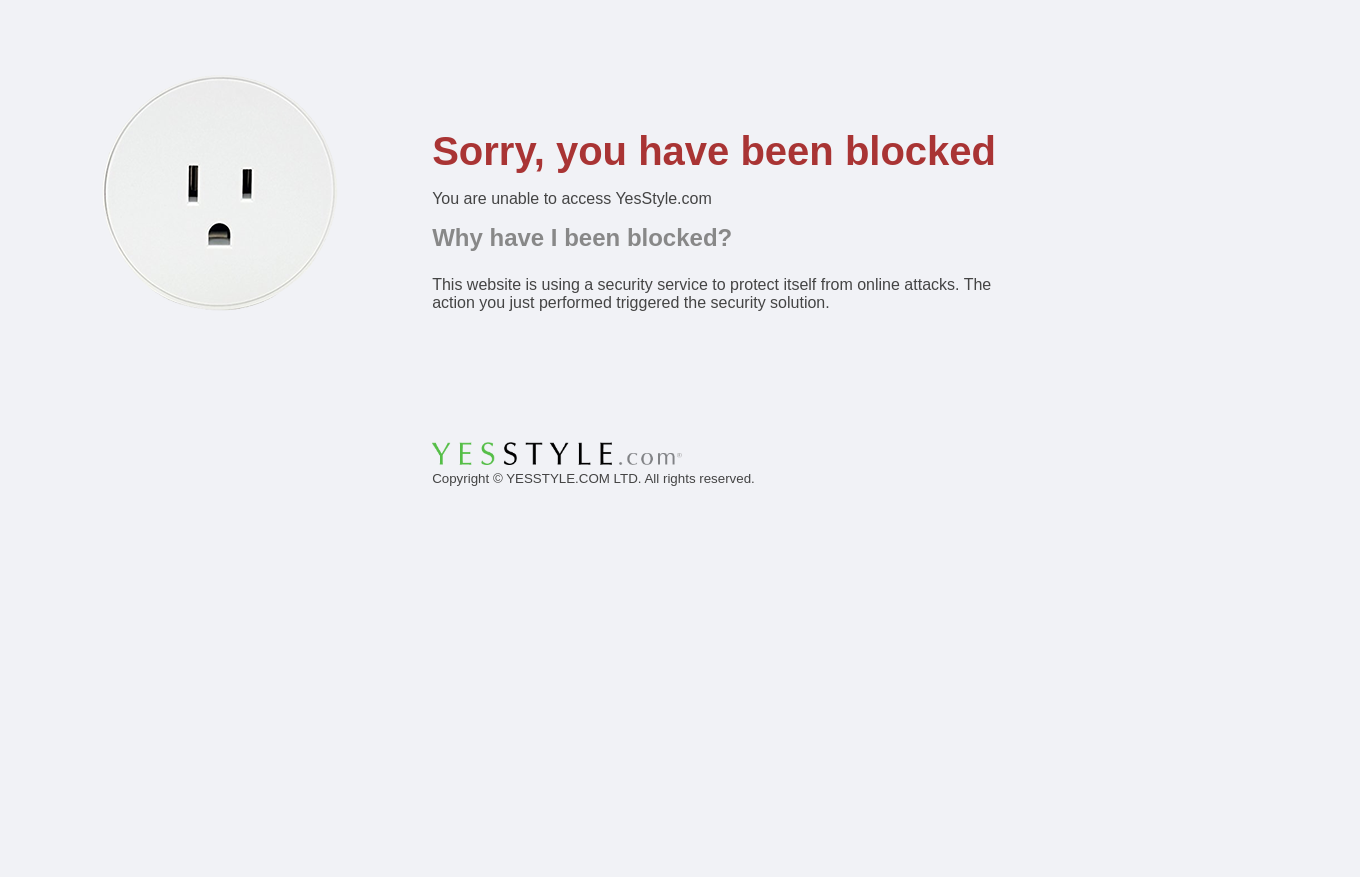 Sorry, you have been blocked
You are unable to access YesStyle.com
Why have I been blocked?
This website is using a security service to protect itself from online attacks. The
action you just performed triggered the security solution.
YESSTYLE.com®
Copyright © YESSTYLE.COM LTD. All rights reserved.